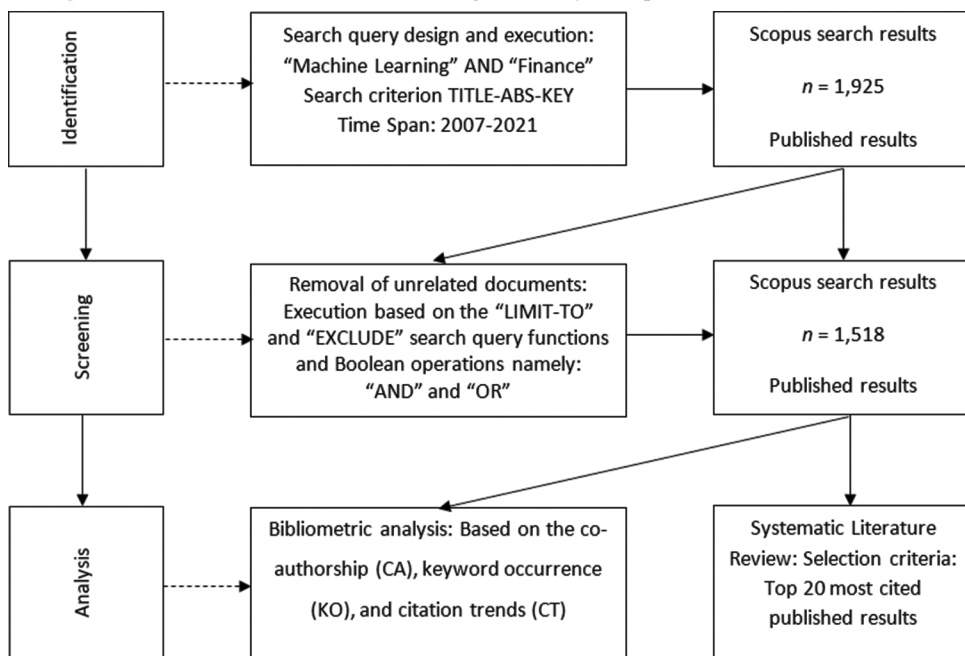 Identification
Search query design and execution:
“Machine Learning” AND “Finance”
Search criterion TITLE-ABS-KEY
Time Span: 2007-2021
Scopus search results
n = 1,925
Published results
Screening
Removal of unrelated documents:
Execution based on the “LIMIT-TO”
and “EXCLUDE” search query functions
and Boolean operations namely:
“AND” and “OR”
Scopus search results
n = 1,518
Published results
Analysis
Bibliometric analysis: Based on the co-
authorship (CA), keyword occurrence
(KO), and citation trends (CT)
Systematic Literature
Review: Selection criteria:
Top 20 most cited
published results